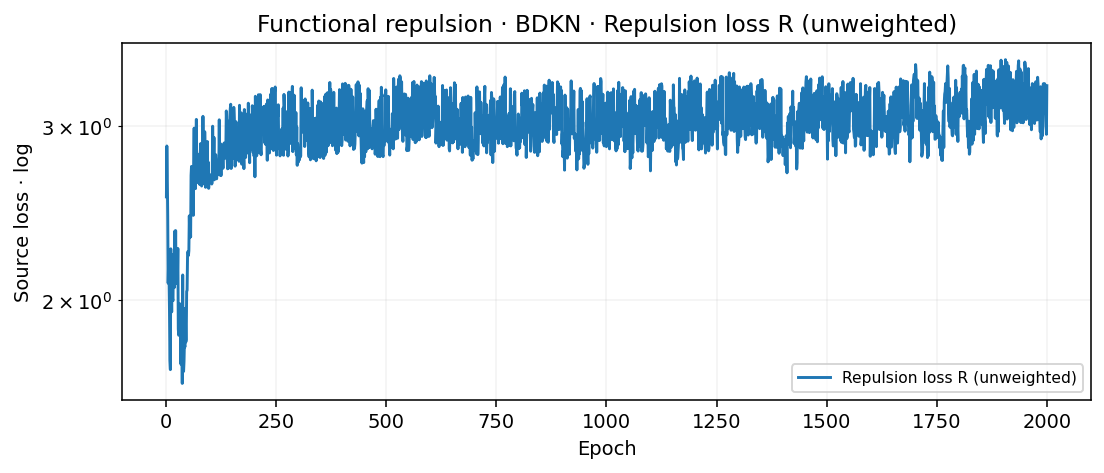 Functional repulsion · BDKN · Repulsion loss R (unweighted)
Source loss · log
3 × 10⁰
2 × 10⁰
Repulsion loss R (unweighted)
0 250 500 750 1000 1250 1500 1750 2000
Epoch